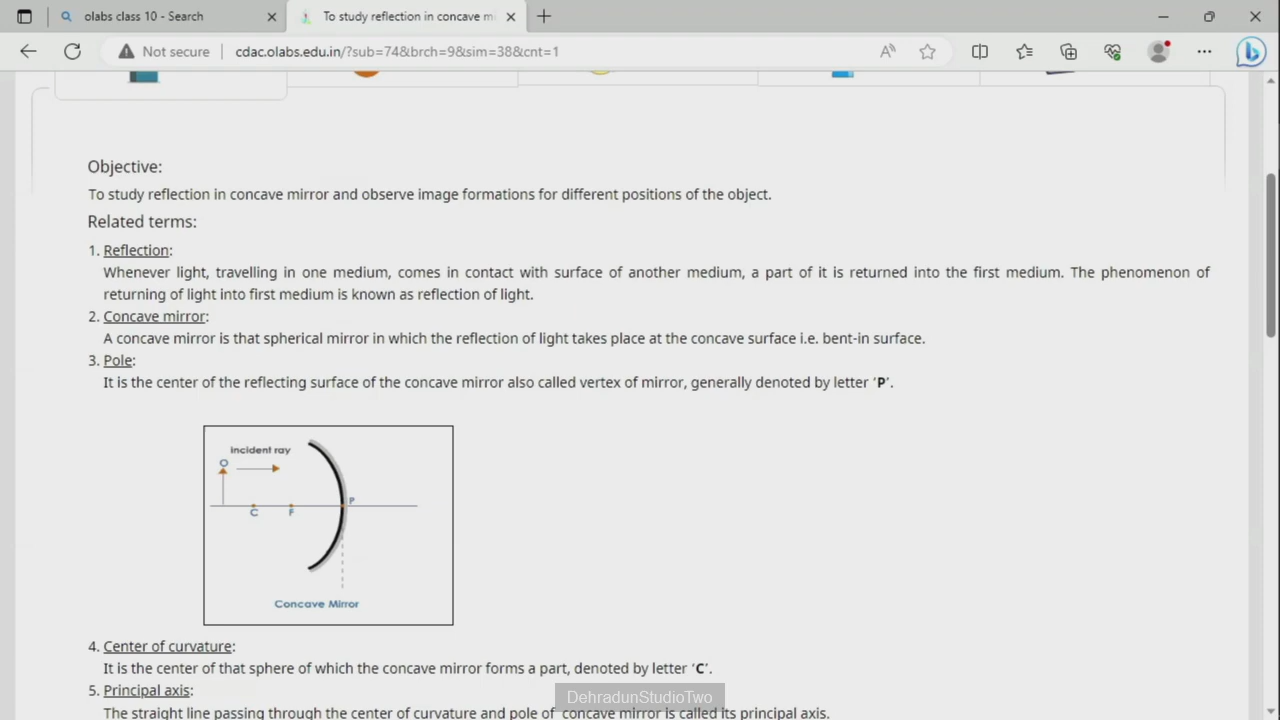 olabs class 10 - Search
To study reflection in concave mi
Not secure
cdac.olabs.edu.in/?sub=74&brch=9&sim=38&cnt=1
Objective:
To study reflection in concave mirror and observe image formations for different positions of the object.
Related terms:
1. Reflection:
Whenever light, travelling in one medium, comes in contact with surface of another medium, a part of it is returned into the first medium. The phenomenon of
returning of light into first medium is known as reflection of light.
2. Concave mirror:
A concave mirror is that spherical mirror in which the reflection of light takes place at the concave surface i.e. bent-in surface.
3. Pole:
It is the center of the reflecting surface of the concave mirror also called vertex of mirror, generally denoted by letter ‘P’.
Incident ray
O
P
C F
Concave Mirror
4. Center of curvature:
It is the center of that sphere of which the concave mirror forms a part, denoted by letter ‘C’.
5. Principal axis:
DehradunStudioTwo
The straight line passing through the center of curvature and pole of concave mirror is called its principal axis.